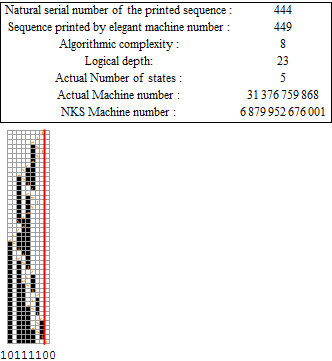 Natural serial number of the printed sequence : 444
Sequence printed by elegant machine number : 449
Algorithmic complexity : 8
Logical depth: 23
Actual Number of states : 5
Actual Machine number : 31 376 759 868
NKS Machine number : 6 879 952 676 001
10111100